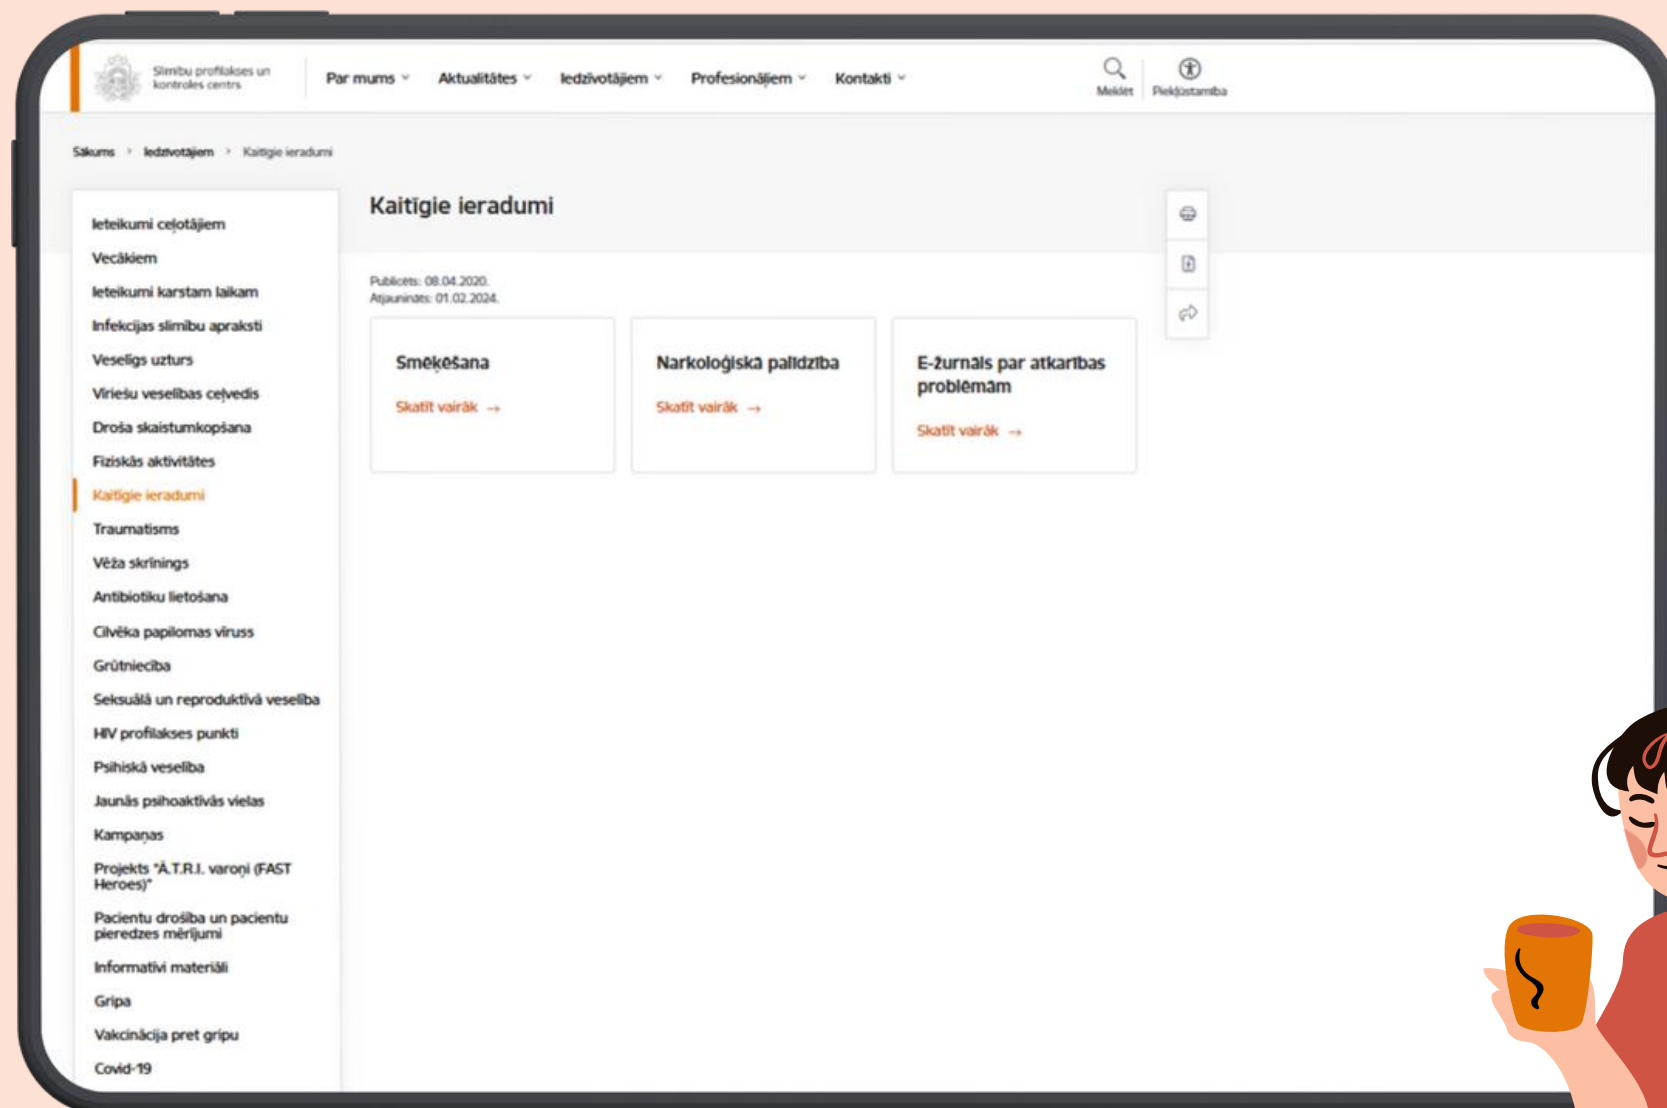 Slimību profilakses un
kontroles centrs
Par mums
Aktualitātes
Iedzīvotājiem
Profesionāļiem
Kontakti
Meklēt
Piekļūstamība
Sākums > Iedzīvotājiem > Kaitīgie ieradumi
Kaitīgie ieradumi
Ieteikumi ceļotājiem
Vecākiem
Ieteikumi karstam laikam
Infekcijas slimību apraksti
Veselīgs uzturs
Vīriešu veselības ceļvedis
Droša skaistumkopšana
Fiziskās aktivitātes
Kaitīgie ieradumi
Traumatisms
Vēža skrīnings
Antibiotiku lietošana
Cilvēka papilomas vīruss
Grūtniecība
Seksuālā un reproduktīvā veselība
HIV profilakses punkti
Psihiskā veselība
Jaunās psihoaktīvās vielas
Kampaņas
Projekts "Ā.T.R.I. varoņi (FAST
Heroes)"
Pacientu drošība un pacientu
pieredzes mērījumi
Informatīvi materiāli
Gripa
Vakcinācija pret gripu
Covid-19
Publicēts: 08.04.2020.
Atjaunināts: 01.02.2024.
Smēķēšana
Skatīt vairāk →
Narkoloģiskā palīdzība
Skatīt vairāk →
E-žurnāls par atkarības
problēmām
Skatīt vairāk →